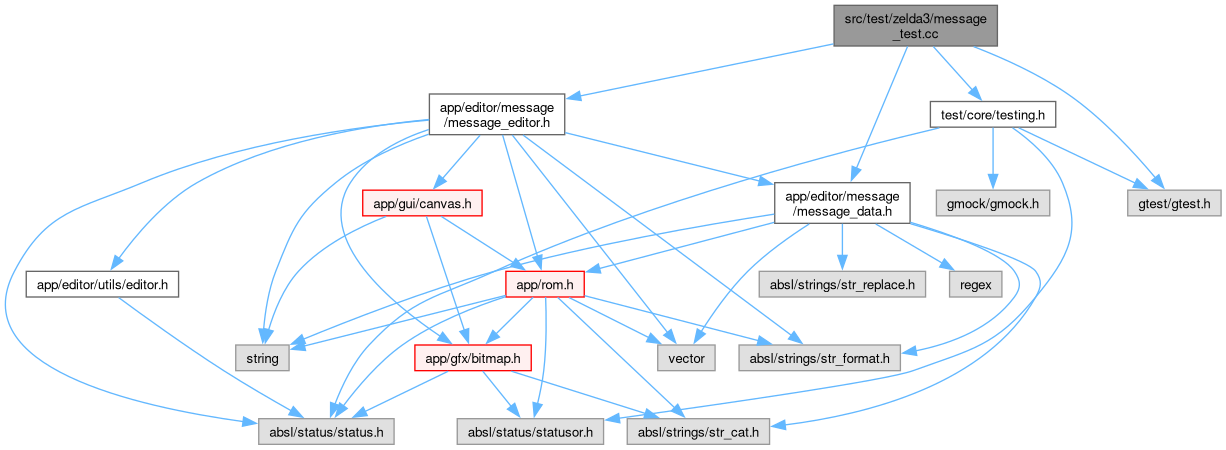 src/test/zelda3/message
_test.cc
app/editor/message
/message_editor.h
test/core/testing.h
app/gui/canvas.h
app/editor/message
/message_data.h
gmock/gmock.h
gtest/gtest.h
app/editor/utils/editor.h
app/rom.h
absl/strings/str_replace.h
regex
string
app/gfx/bitmap.h
vector
absl/strings/str_format.h
absl/status/status.h
absl/status/statusor.h
absl/strings/str_cat.h